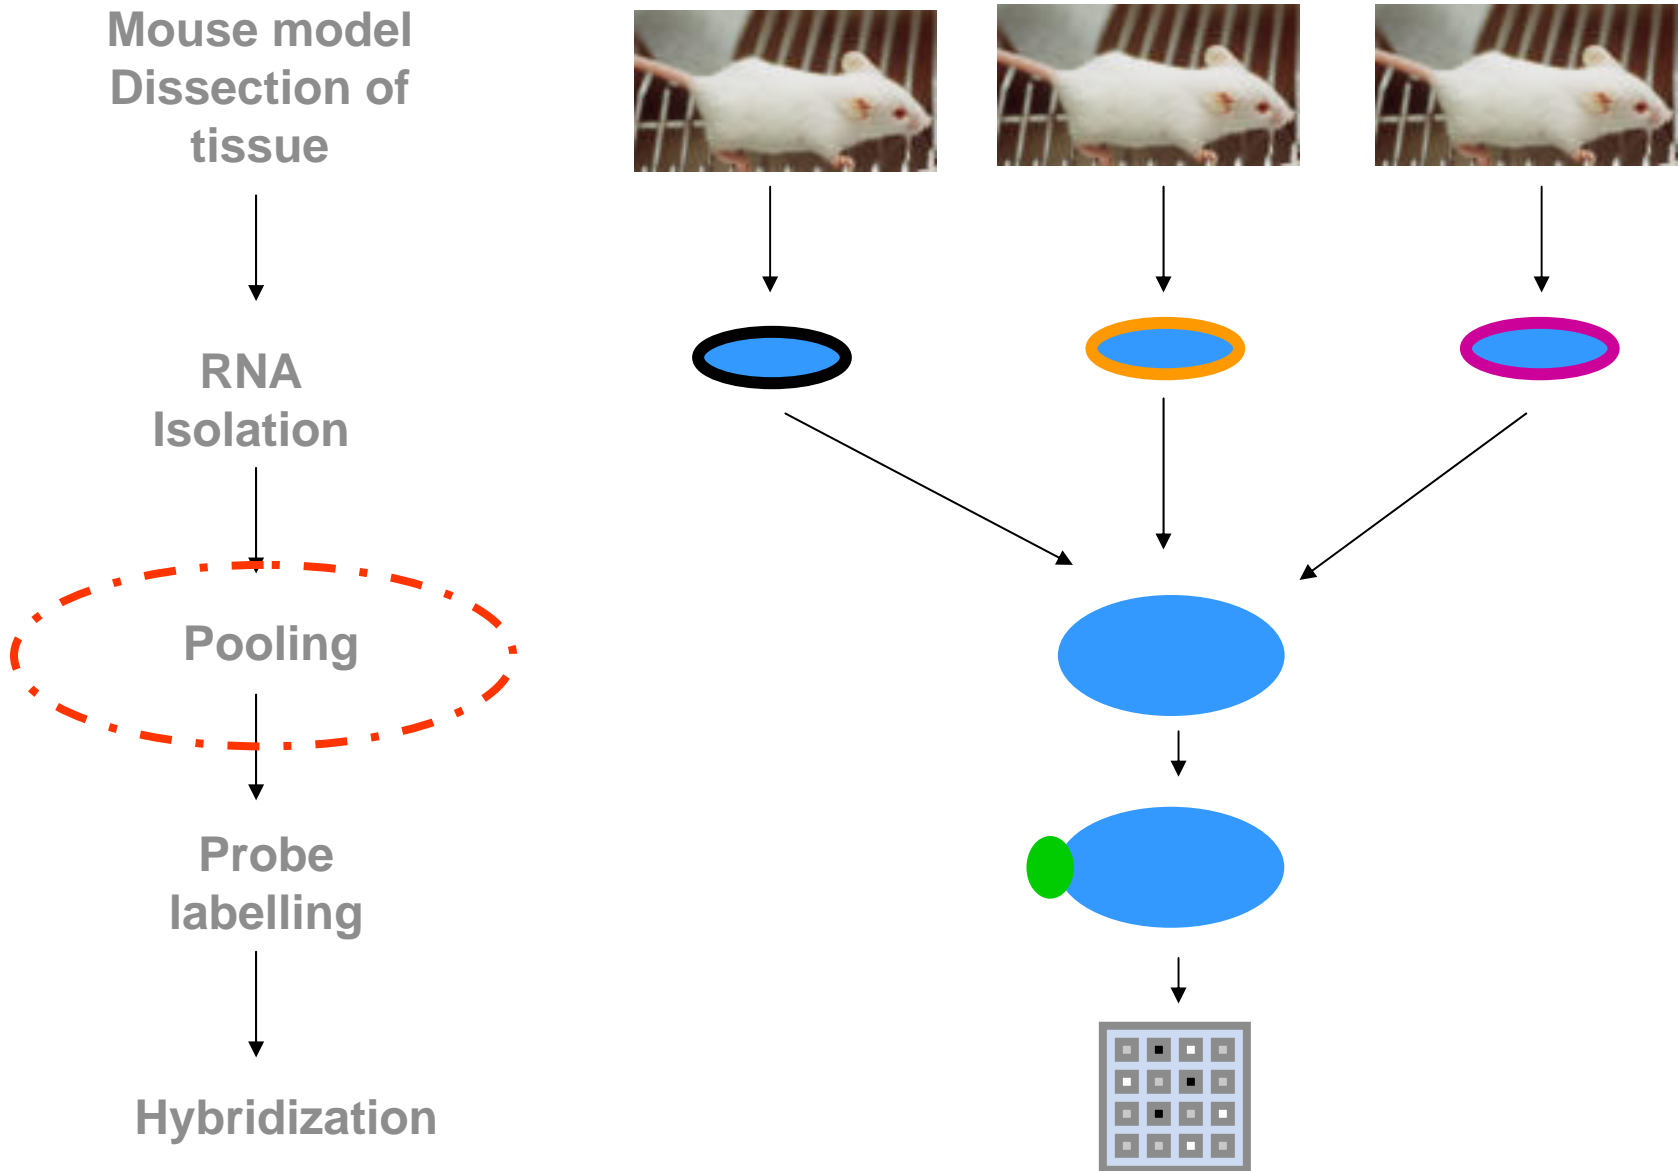 Mouse model
Dissection of
tissue
RNA
Isolation
Pooling
Probe
labelling
Hybridization